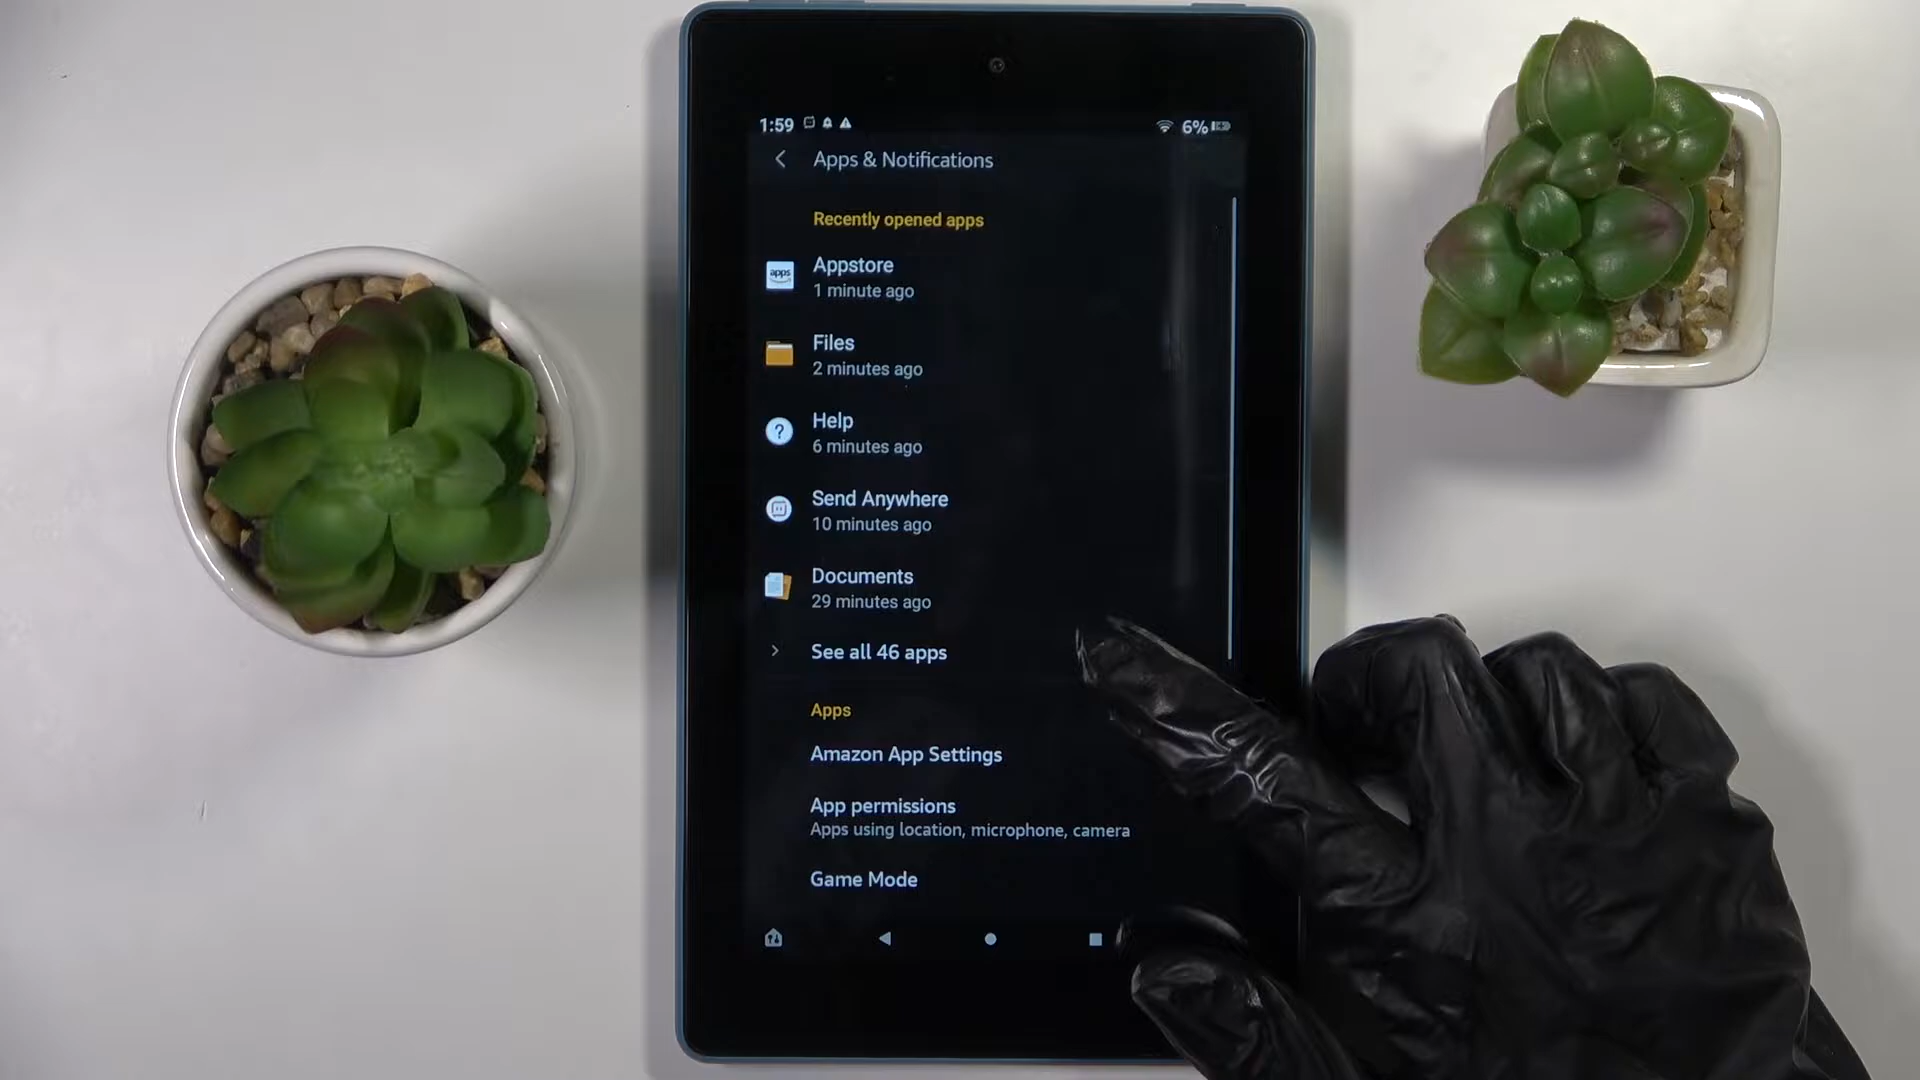 1:59 6%
Apps & Notifications
Recently opened apps
apps
Appstore
1 minute ago
Files
2 minutes ago
?
Help
6 minutes ago
Send Anywhere
10 minutes ago
Documents
29 minutes ago
See all 46 apps
Apps
Amazon App Settings
App permissions
Apps using location, microphone, camera
Game Mode